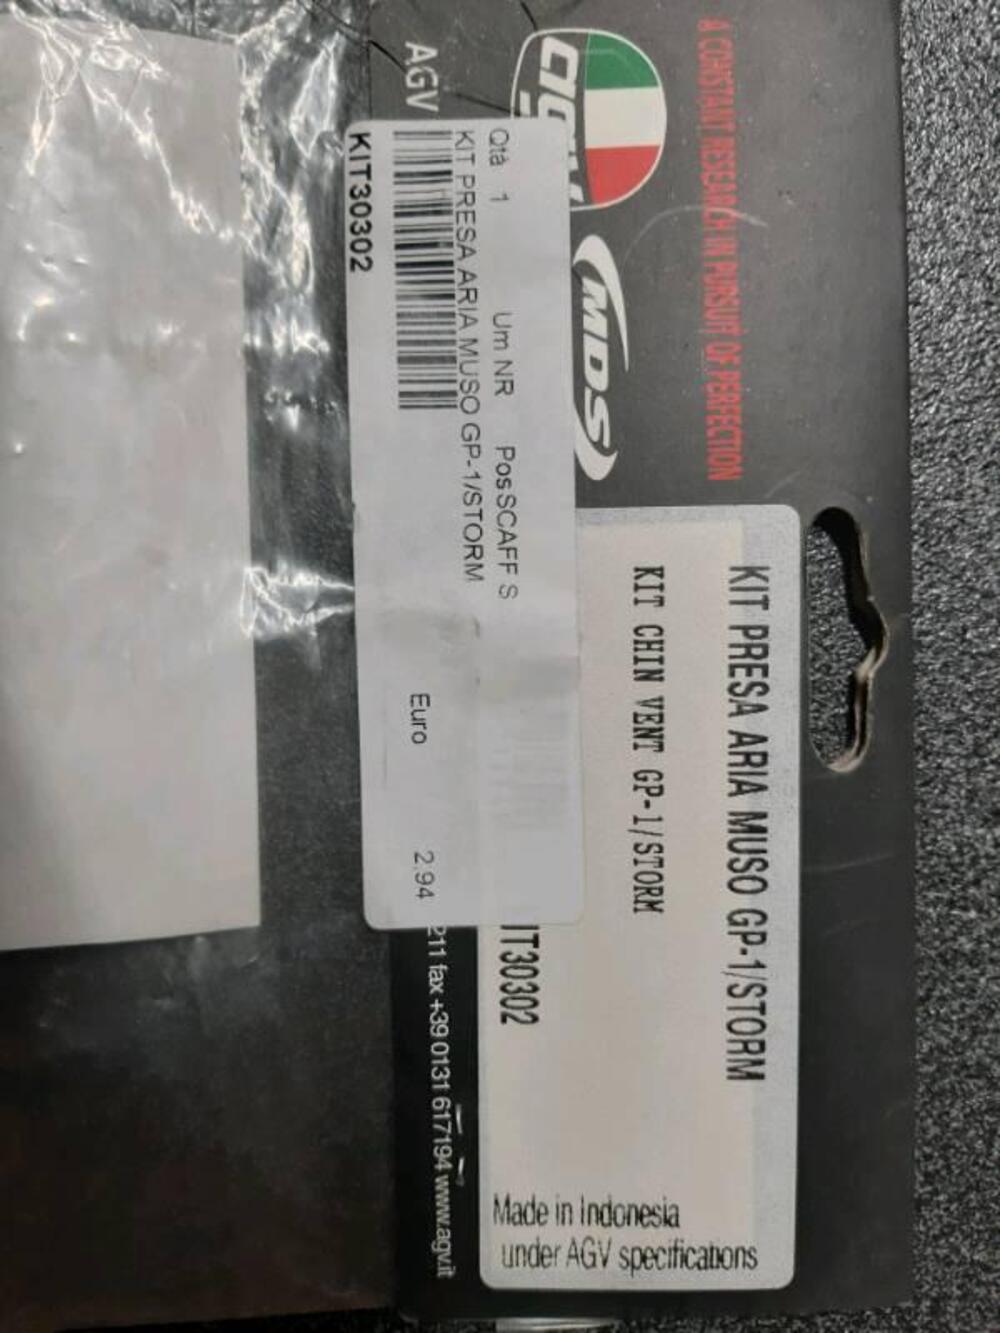 A CONSTANT RESEARCH IN PURSUIT OF PERFECTION
MDS
KIT PRESA ARIA MUSO GP-1/STORM
KIT CHIN VENT GP-1/STORM
IT30302
Made in Indonesia
under AGV specifications
Qtà 1 Um NR PosSCAFF S
KIT PRESA ARIA MUSO GP-1/STORM
Euro 2.94
KIT30302
AGV
211 fax +39 0131 617194 www.agv.it